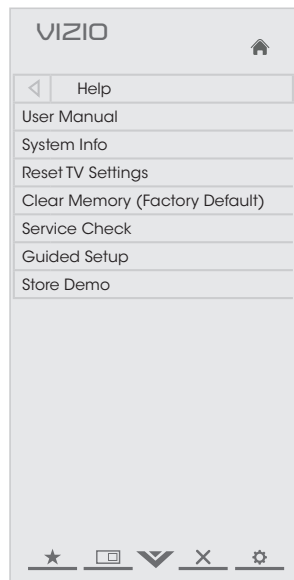 VIZIO
Help
User Manual
System Info
Reset TV Settings
Clear Memory (Factory Default)
Service Check
Guided Setup
Store Demo